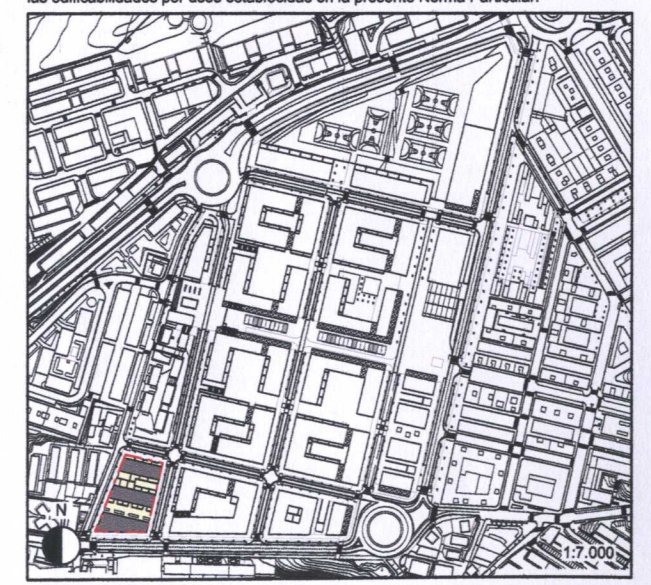 las edificabilidades por usos establecidas en la presente Norma Particular.
N
1:7.000